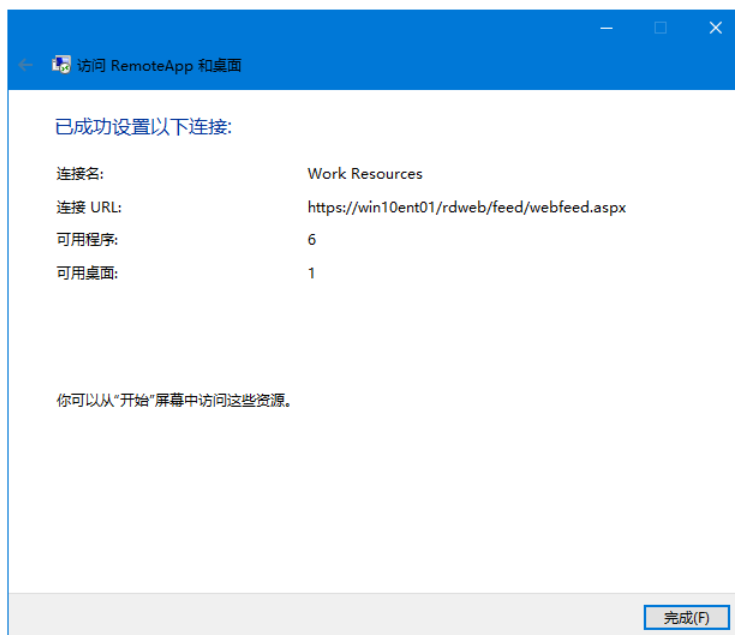 访问 RemoteApp 和桌面
已成功设置以下连接:
连接名: Work Resources
连接 URL: https://win10ent01/rdweb/feed/webfeed.aspx
可用程序: 6
可用桌面: 1
你可以从“开始”屏幕中访问这些资源。
完成(F)